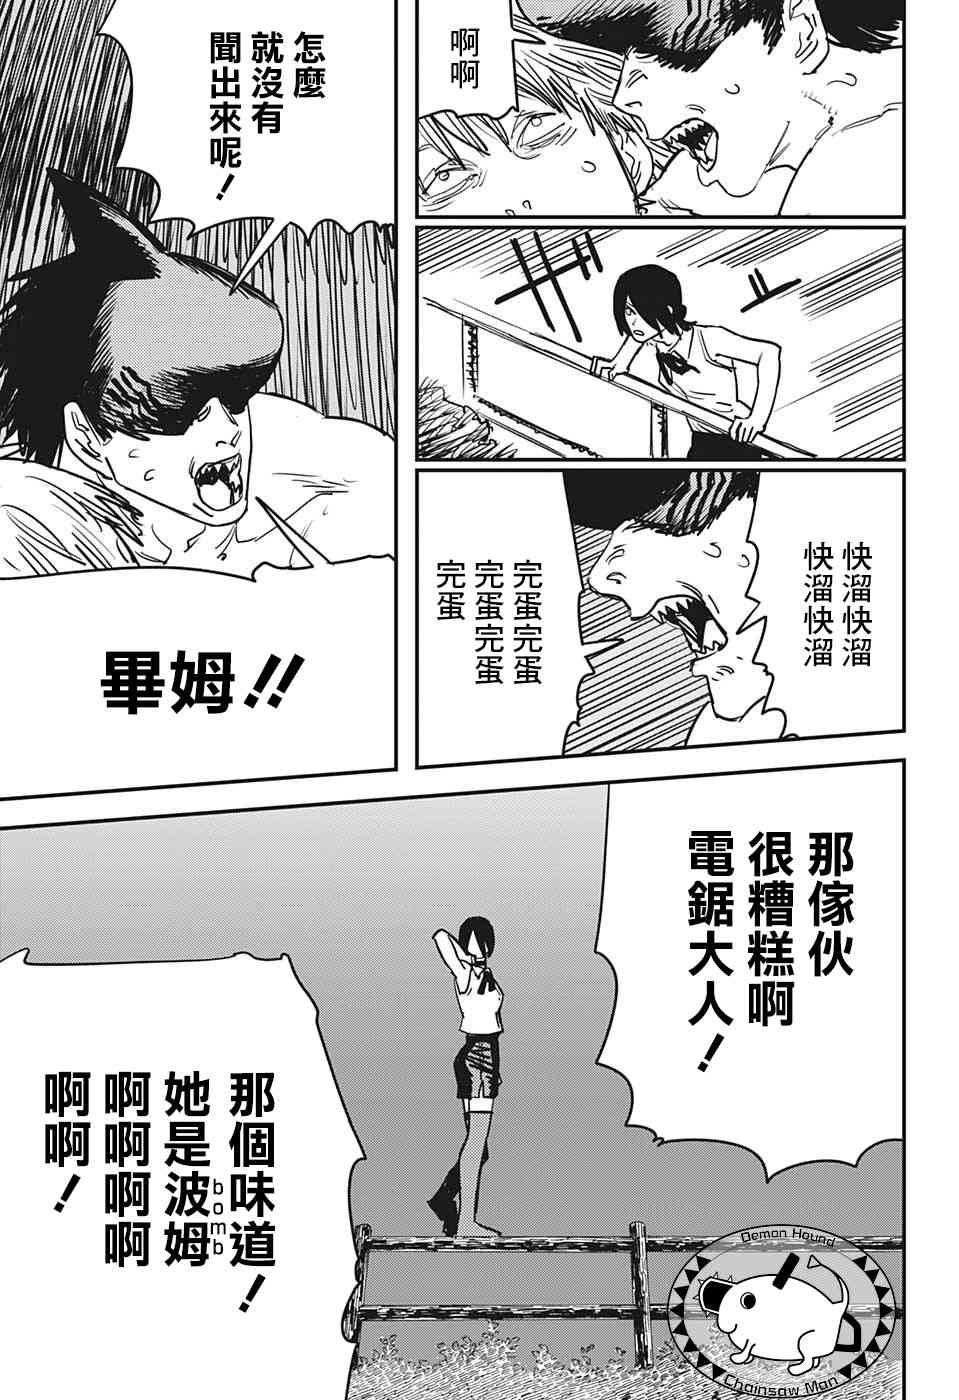 啊
啊
快溜快溜
快溜快溜
完蛋完蛋
完蛋完蛋
完蛋
怎麼
就沒有
聞出來呢！
畢姆！！
那傢伙
很糟糕啊
電鋸大人！
那個味道！
她是波姆
bomb
啊啊啊啊
啊啊！
Demon Hound
Chainsaw Man